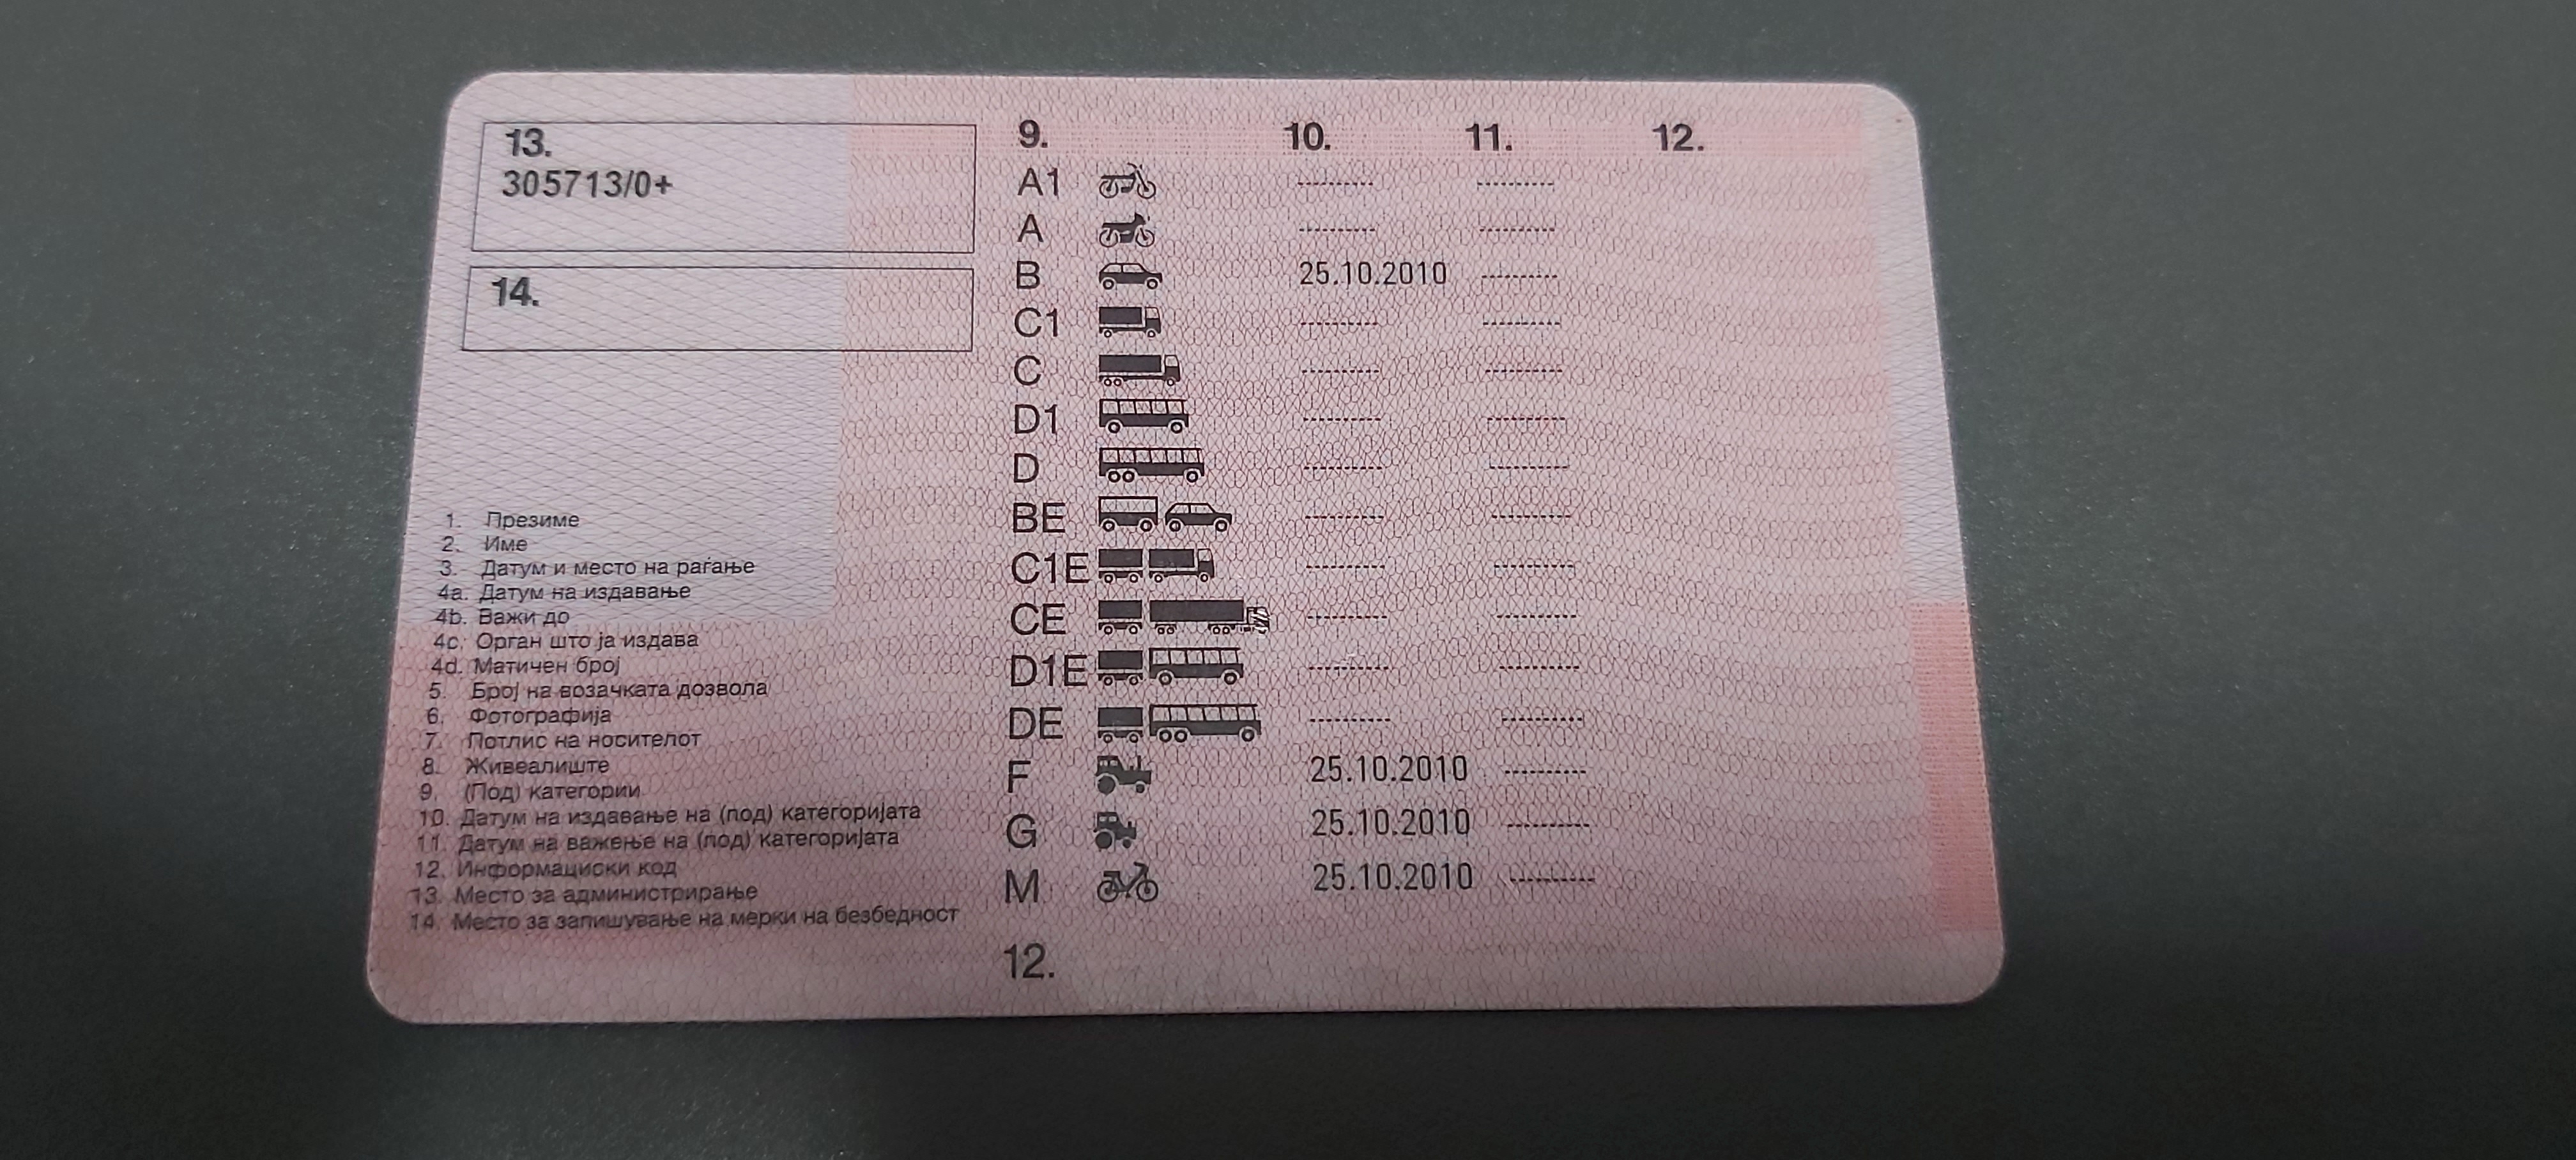 13.
305713/0+
14.
1. Презиме
2. Име
3. Датум и место на раѓање
4a. Датум на издавање
4b. Важи до
4c. Орган што ја издава
4d. Матичен број
5. Број на возачката дозвола
6. Фотографија
7. Потпис на носителот
8. Живеалиште
9. (Под) категории
10. Датум на издавање на (под) категоријата
11. Датум на важење на (под) категоријата
12. Информациски код
13. Место за администрирање
14. Место за запишување на мерки на безбедност
9. 10. 11. 12.
A1 --------- ---------
A --------- ---------
B 25.10.2010 ---------
C1 --------- ---------
C --------- ---------
D1 --------- ---------
D --------- ---------
BE --------- ---------
C1E --------- ---------
CE --------- ---------
D1E --------- ---------
DE --------- ---------
F 25.10.2010 ---------
G 25.10.2010 ---------
M 25.10.2010 ---------
12.